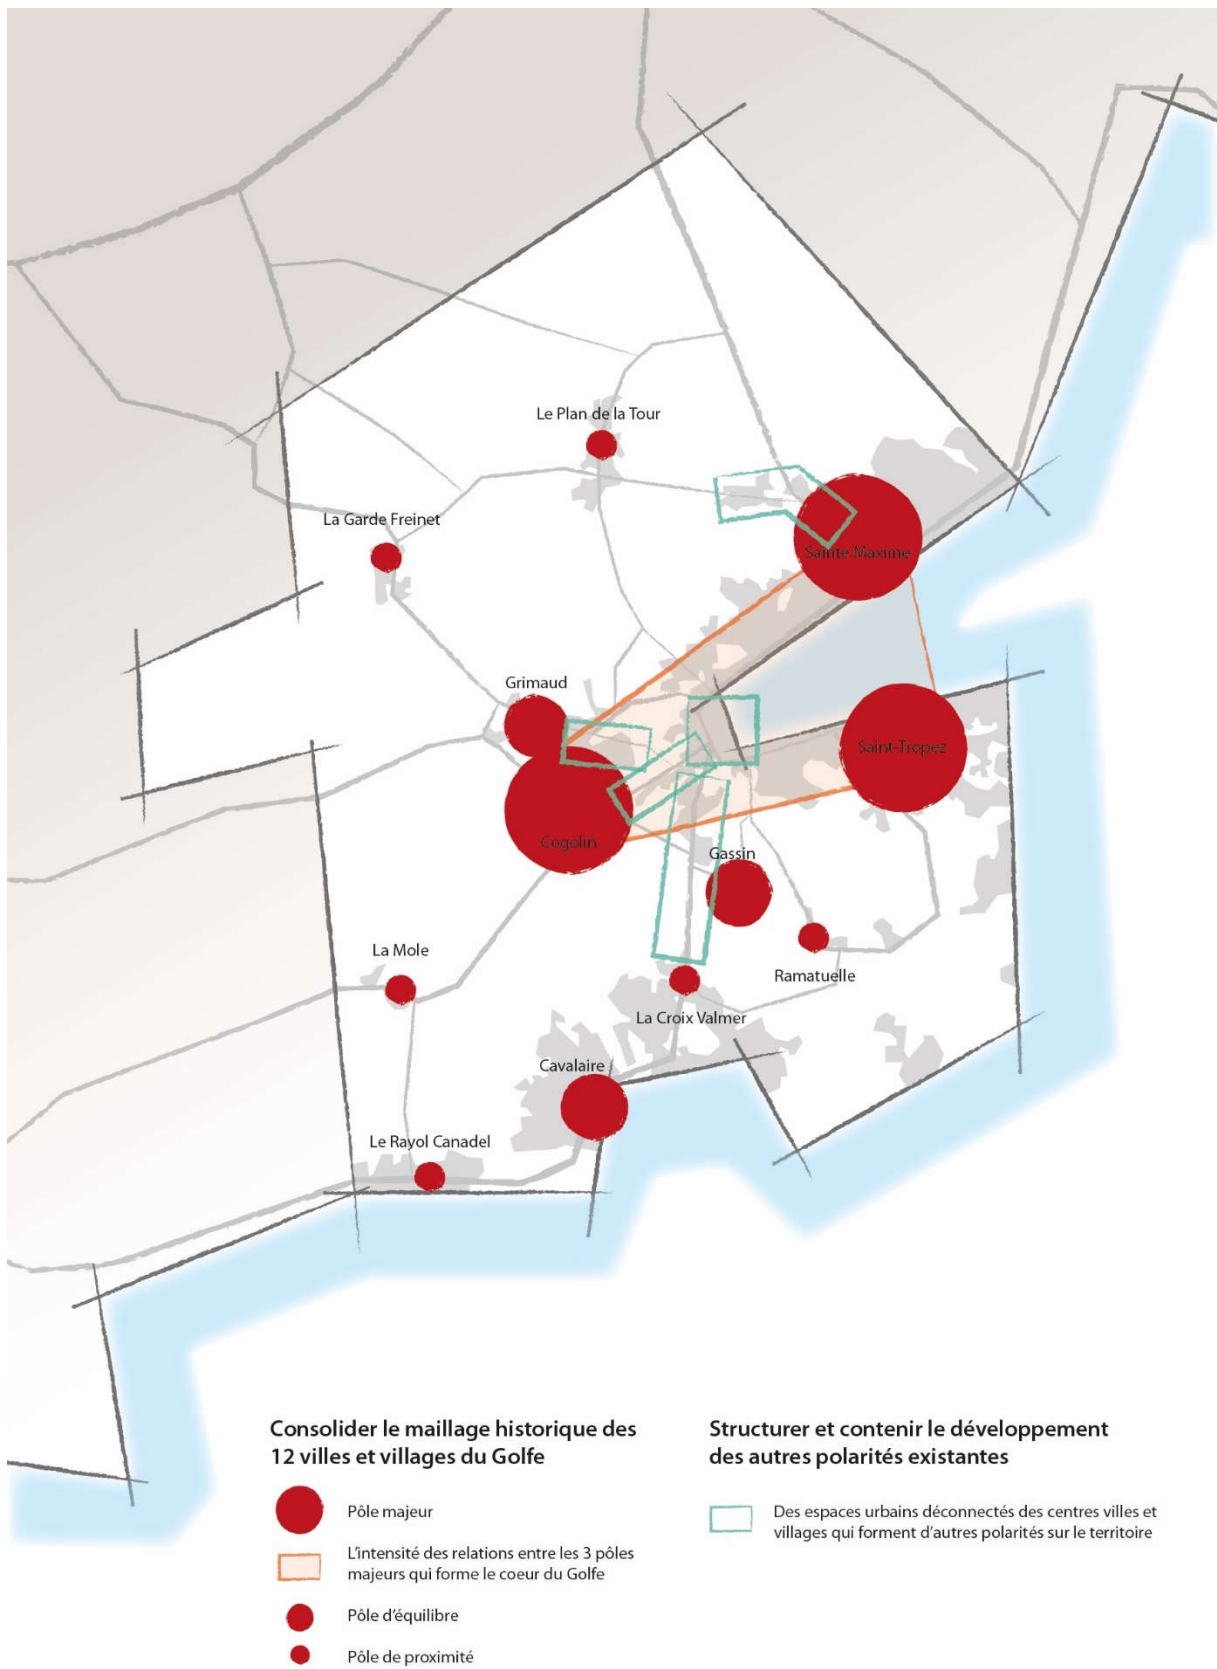 Le Plan de la Tour
La Garde Freinet
Sainte Maxime
Grimaud
Saint-Tropez
Cogolin
Gassin
La Mole
Ramatuelle
La Croix Valmer
Cavalaire
Le Rayol Canadel
Consolider le maillage historique des
12 villes et villages du Golfe
Pôle majeur
L'intensité des relations entre les 3 pôles
majeurs qui forme le coeur du Golfe
Pôle d'équilibre
Pôle de proximité
Structurer et contenir le développement
des autres polarités existantes
Des espaces urbains déconnectés des centres villes et
villages qui forment d'autres polarités sur le territoire